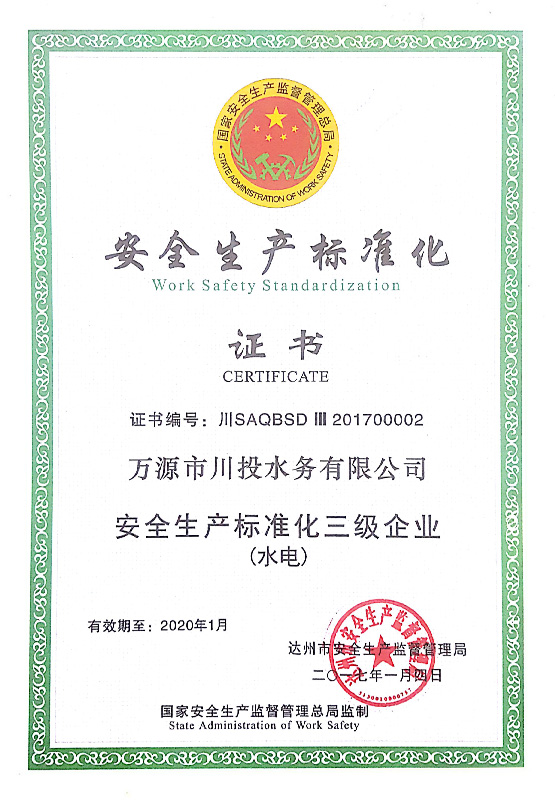 国家安全生产监督管理总局
STATE ADMINISTRATION OF WORK SAFETY
安全生产标准化
Work Safety Standardization
证书
CERTIFICATE
证书编号：川SAQBSD Ⅲ 201700002
万源市川投水务有限公司
安全生产标准化三级企业
(水电)
有效期至：2020年1月
达州市安全生产监督管理局
二〇一七年一月四日
国家安全生产监督管理总局监制
State Administration of Work Safety